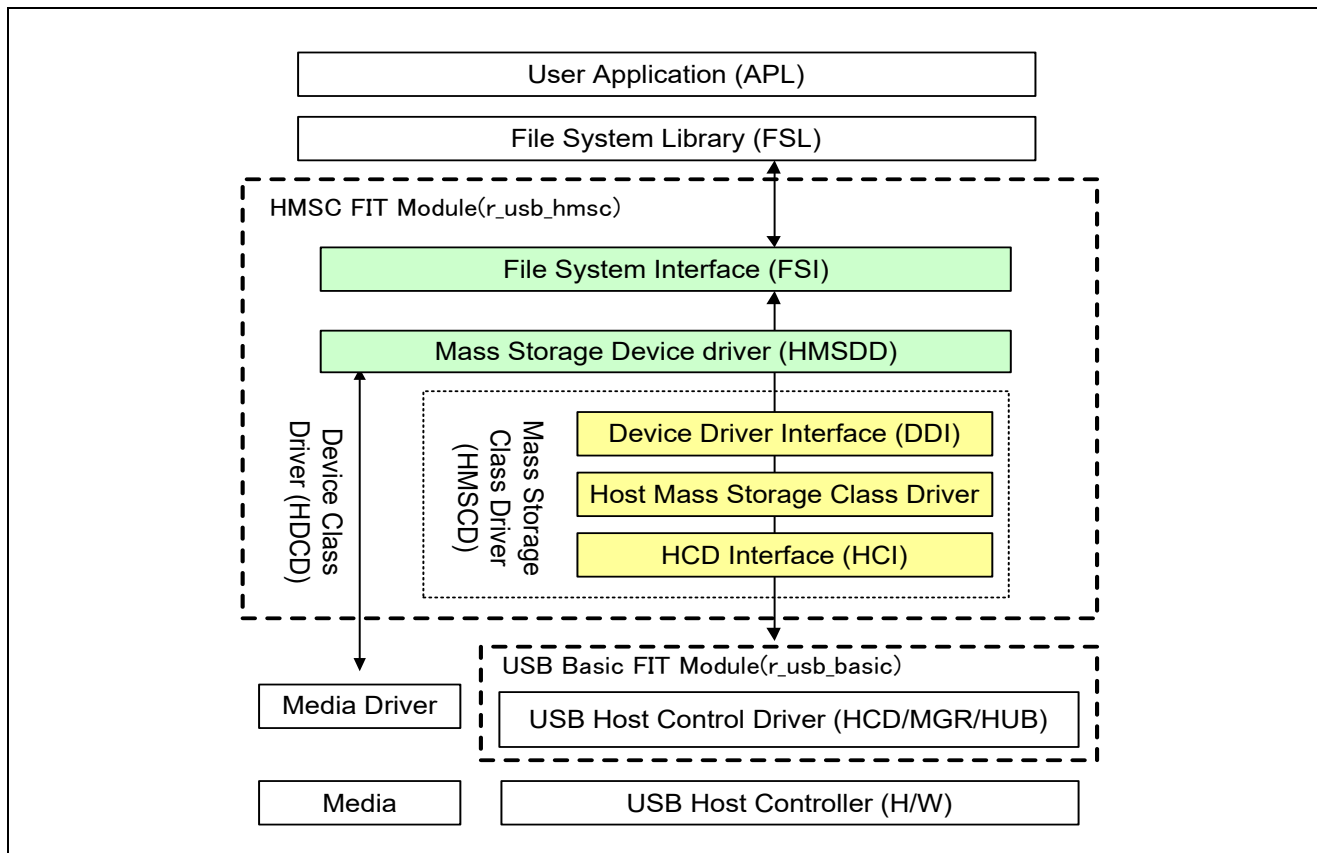 User Application (APL)
File System Library (FSL)
HMSC FIT Module(r_usb_hmsc)
File System Interface (FSI)
Mass Storage Device driver (HMSDD)
Device Class
Driver (HDCD)
Mass Storage
Class Driver
(HMSCD)
Device Driver Interface (DDI)
Host Mass Storage Class Driver
HCD Interface (HCI)
USB Basic FIT Module(r_usb_basic)
Media Driver
USB Host Control Driver (HCD/MGR/HUB)
Media
USB Host Controller (H/W)